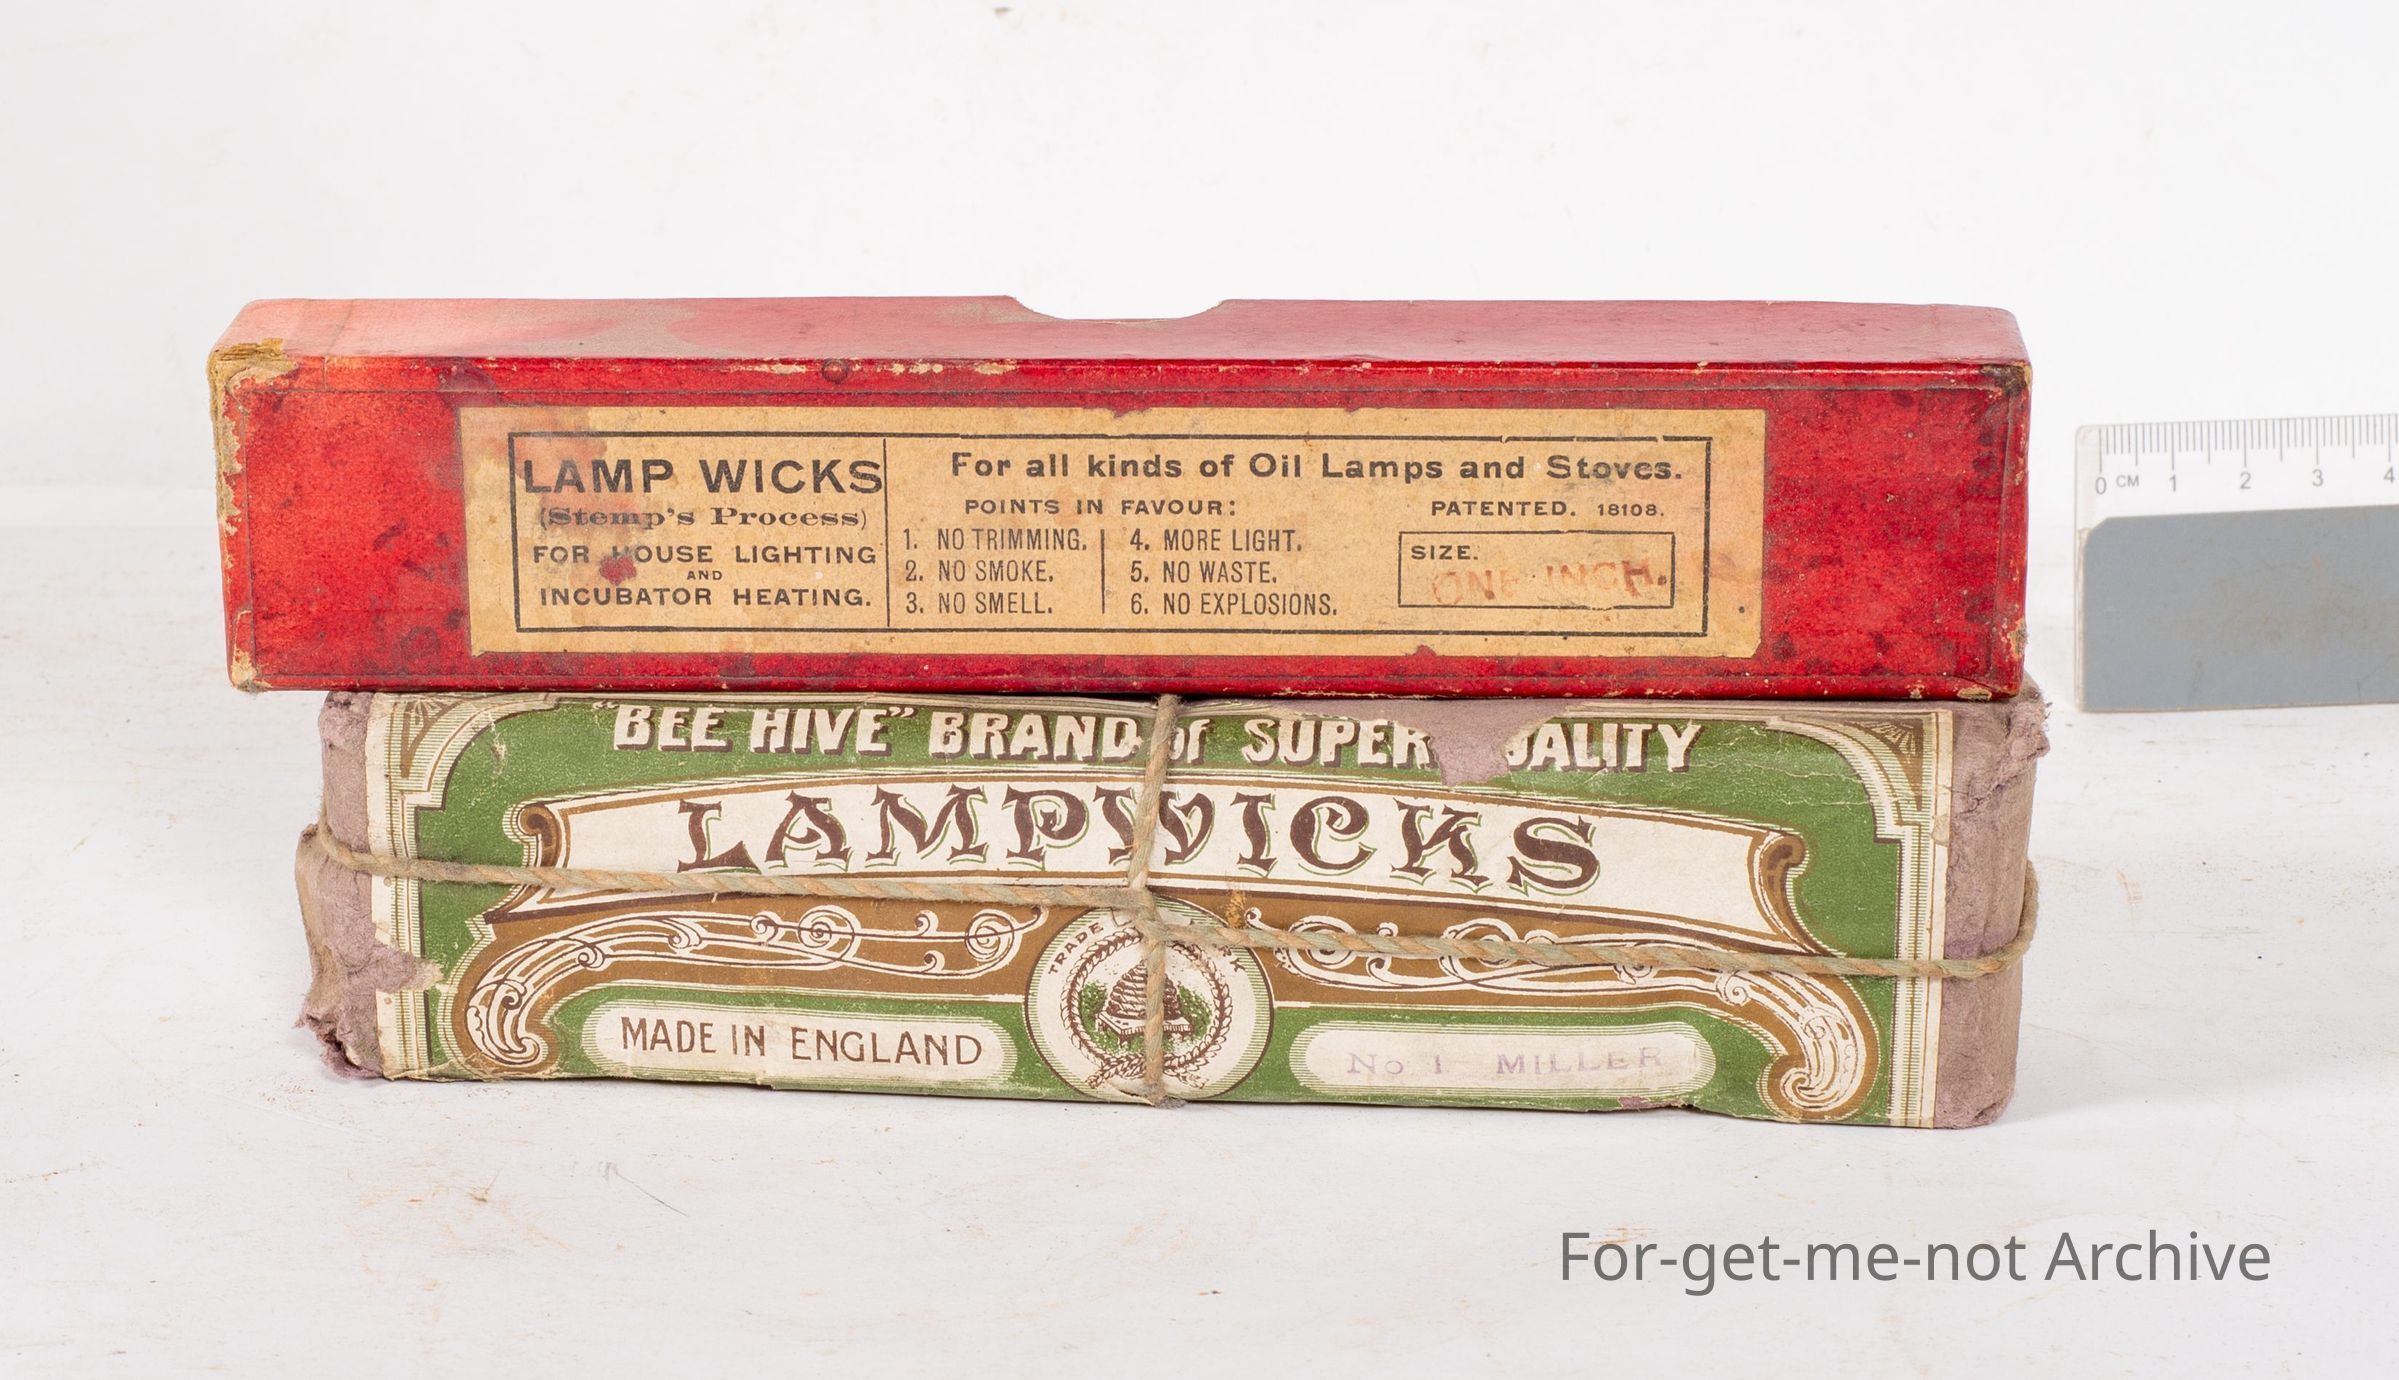 LAMP WICKS
(Stemp's Process)
FOR HOUSE LIGHTING
AND
INCUBATOR HEATING.
For all kinds of Oil Lamps and Stoves.
POINTS IN FAVOUR:
1. NO TRIMMING.
2. NO SMOKE.
3. NO SMELL.
4. MORE LIGHT.
5. NO WASTE.
6. NO EXPLOSIONS.
PATENTED. 18108.
SIZE.
ONE INCH.
"BEE HIVE" BRAND of SUPER UALITY
LAMPWICKS
TRADE RK
MADE IN ENGLAND
No 1 MILLER
0 CM 1 2 3 4
For-get-me-not Archive